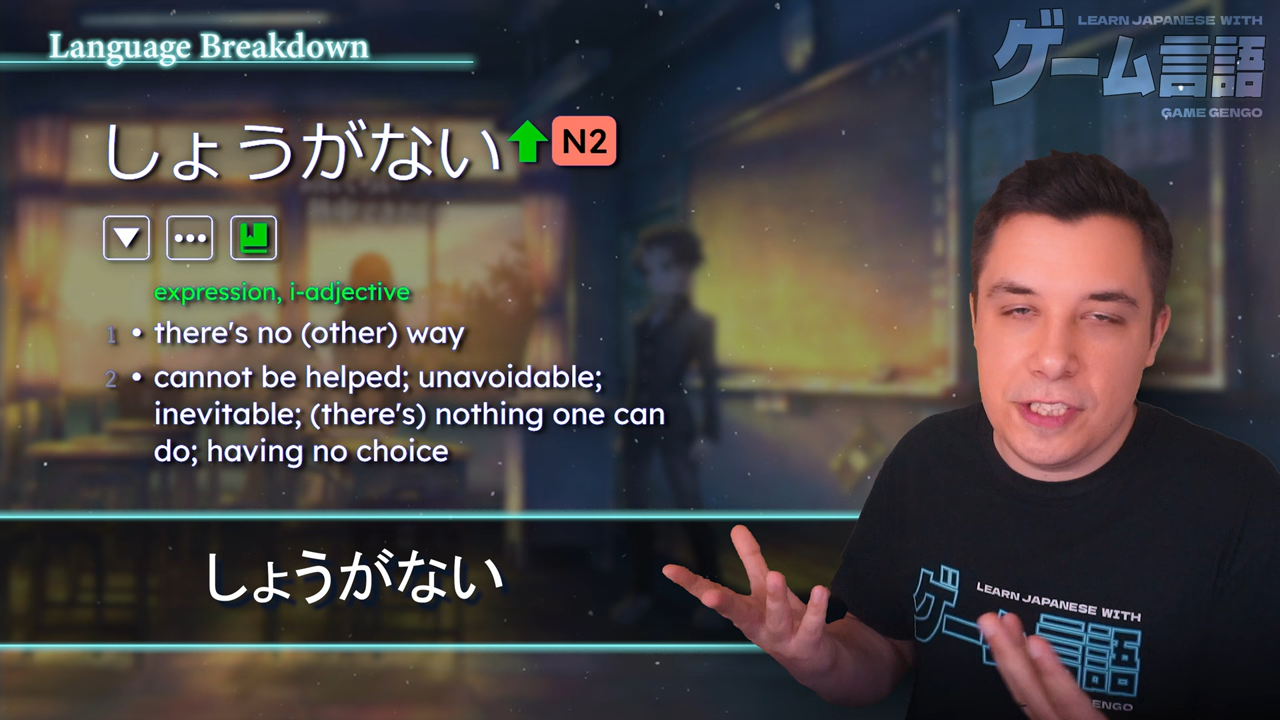 Language Breakdown
LEARN JAPANESE WITH
ゲーム言語
GAME GENGO
しょうがない N2
expression, i-adjective
1 • there's no (other) way
2 • cannot be helped; unavoidable;
inevitable; (there's) nothing one can
do; having no choice
しょうがない
LEARN JAPANESE WITH
ゲーム言語
GENGO